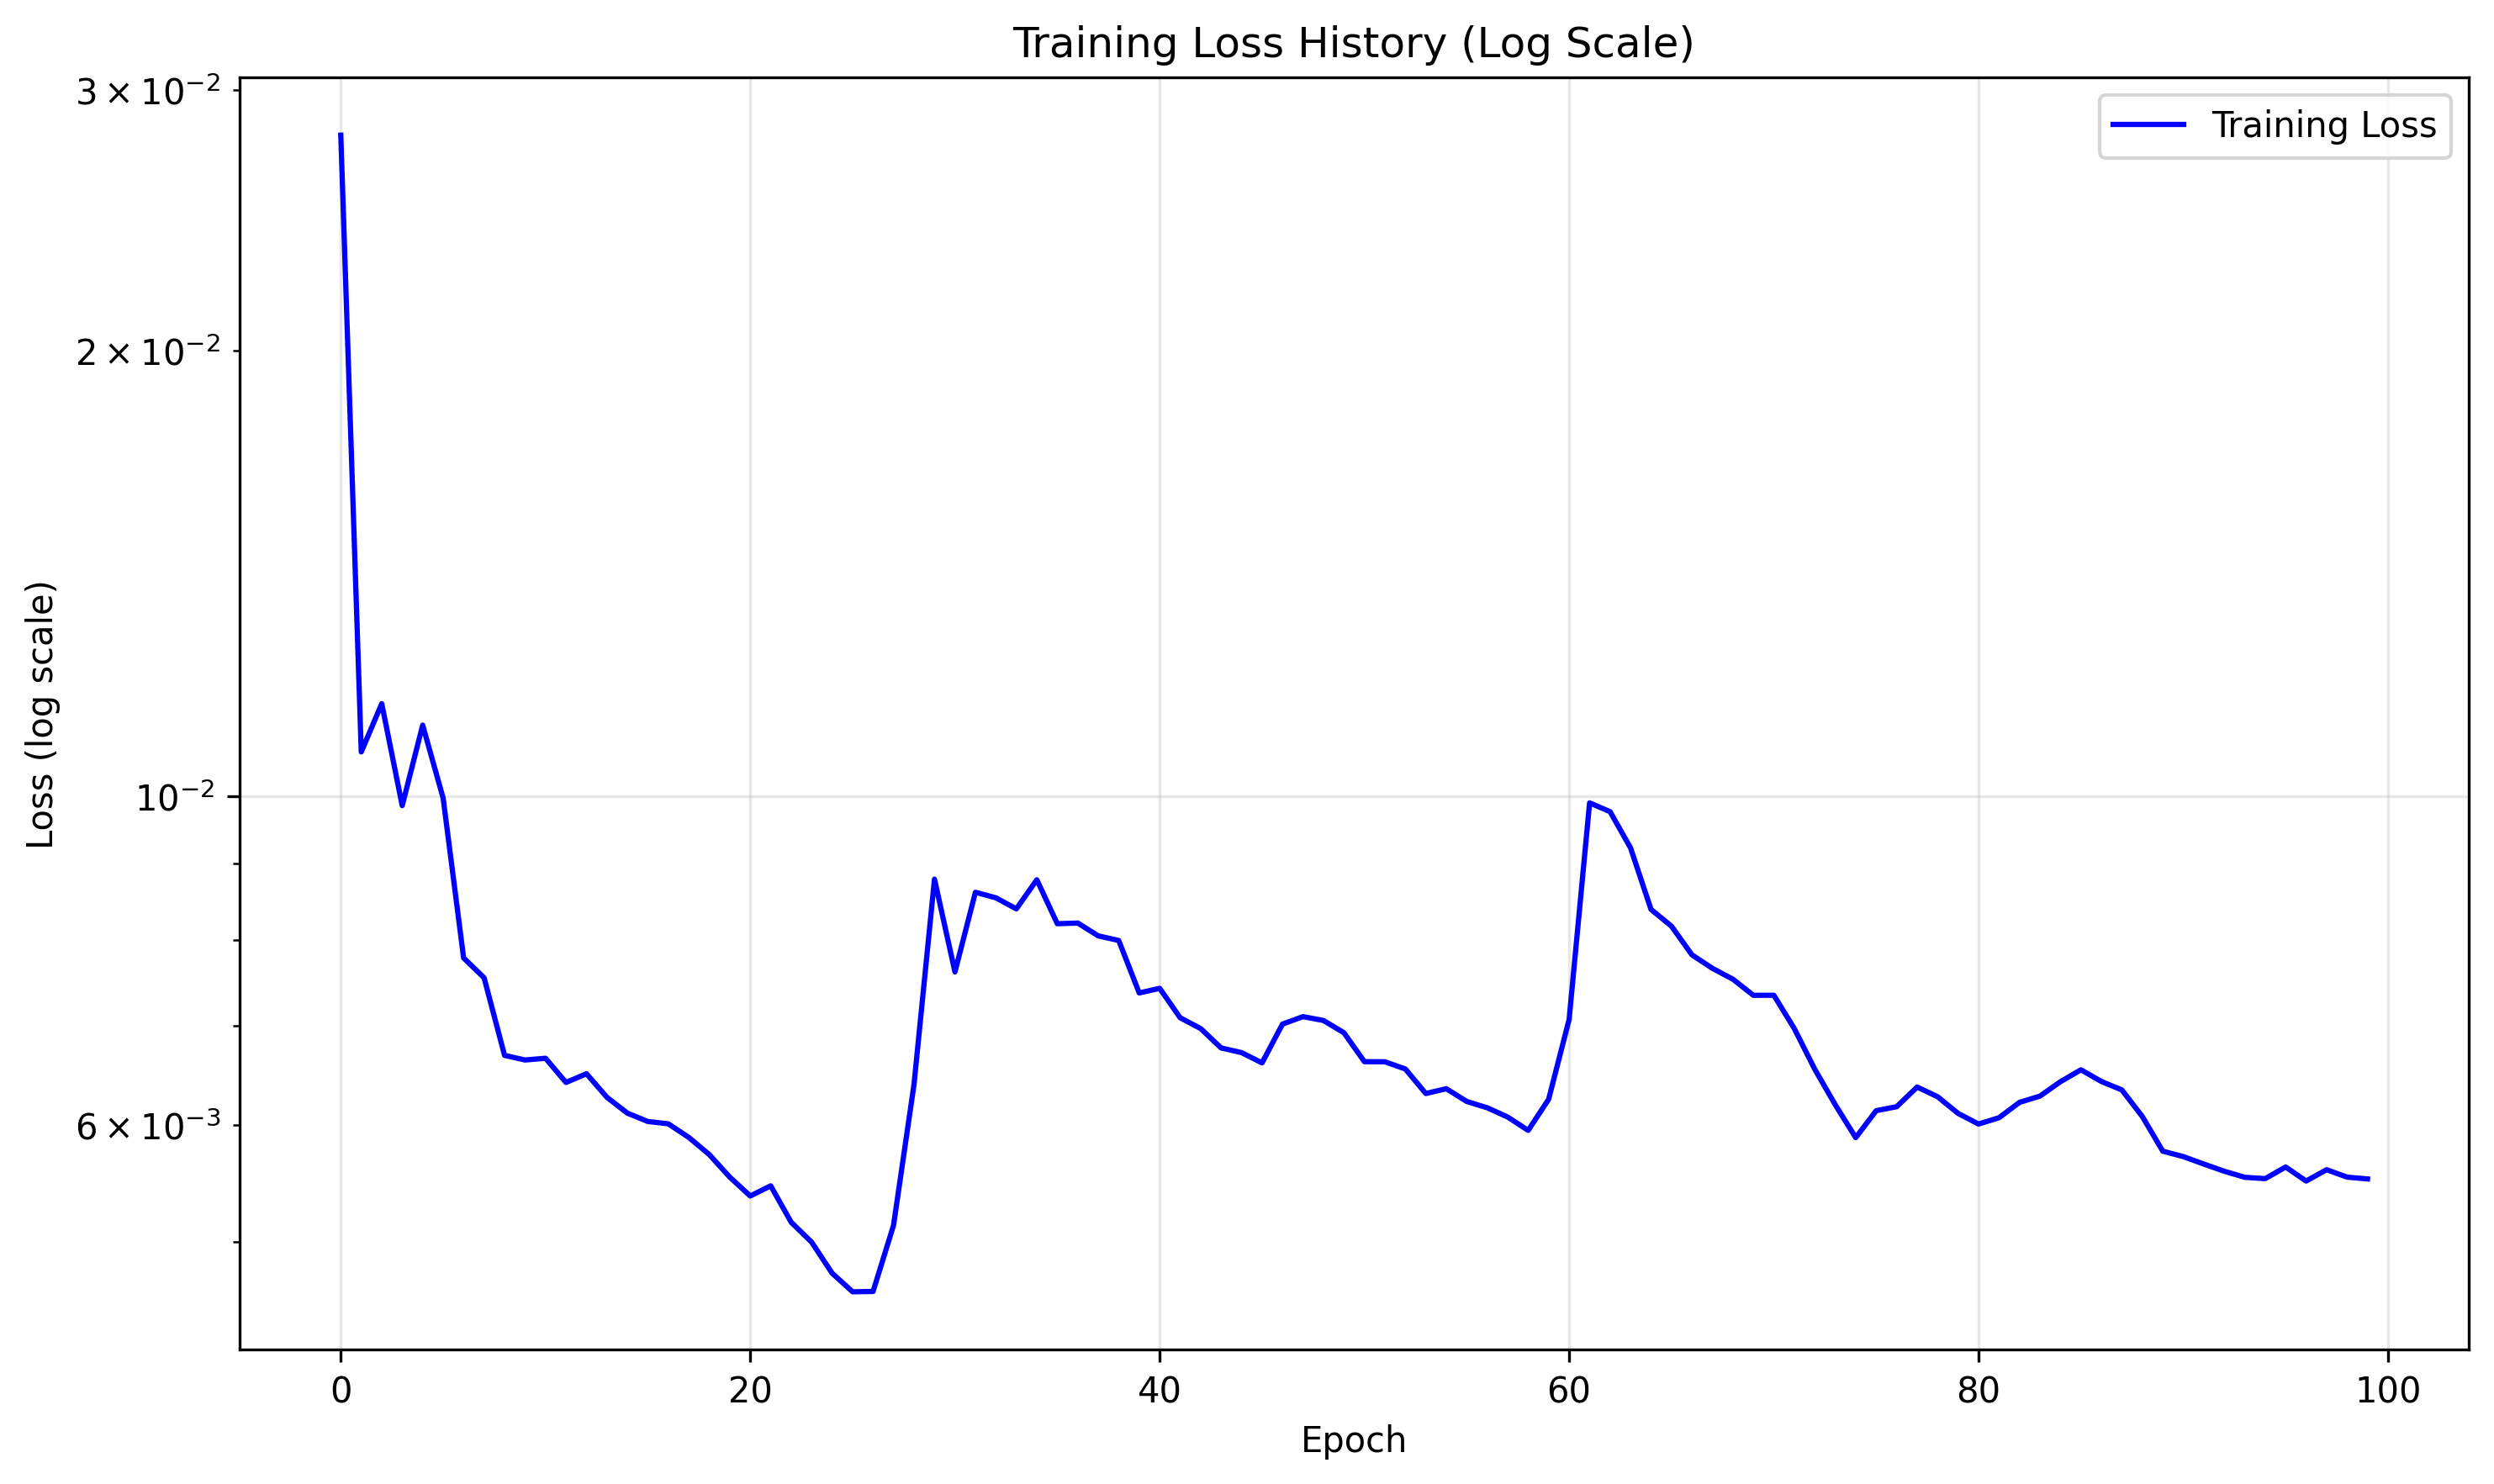 Training Loss History (Log Scale)
Training Loss
3 × 10⁻²
2 × 10⁻²
10⁻²
6 × 10⁻³
Loss (log scale)
0 20 40 60 80 100
Epoch